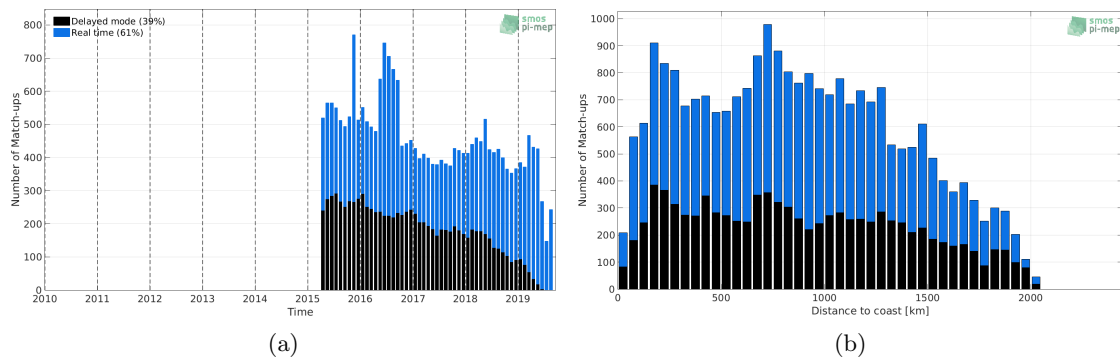 Delayed mode (39%)
Real time (61%)
smos
pi-mep
Number of Match-ups
800
700
600
500
400
300
200
100
0
2010 2011 2012 2013 2014 2015 2016 2017 2018 2019
Time
(a)
smos
pi-mep
Number of Match-ups
1000
900
800
700
600
500
400
300
200
100
0
0 500 1000 1500 2000
Distance to coast [km]
(b)